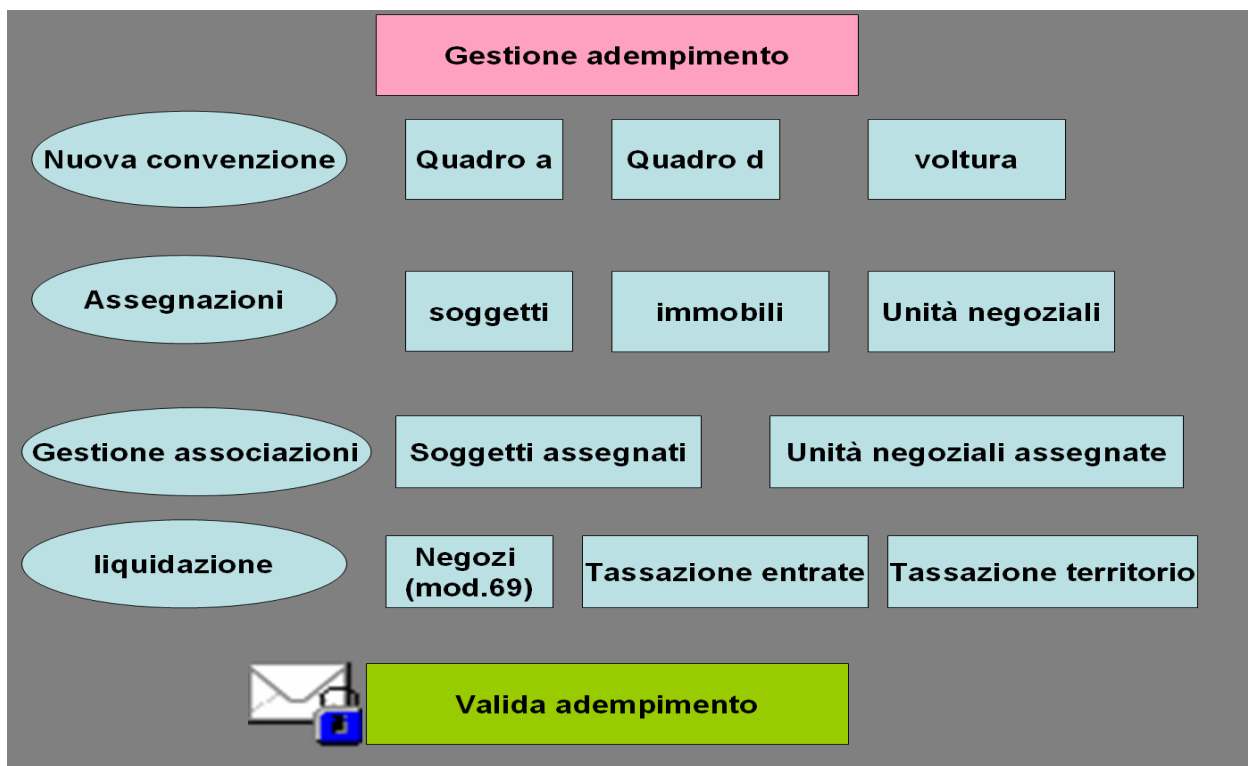 Gestione adempimento
Nuova convenzione
Quadro a
Quadro d
voltura
Assegnazioni
soggetti
immobili
Unità negoziali
Gestione associazioni
Soggetti assegnati
Unità negoziali assegnate
liquidazione
Negozi
(mod.69)
Tassazione entrate
Tassazione territorio
Valida adempimento